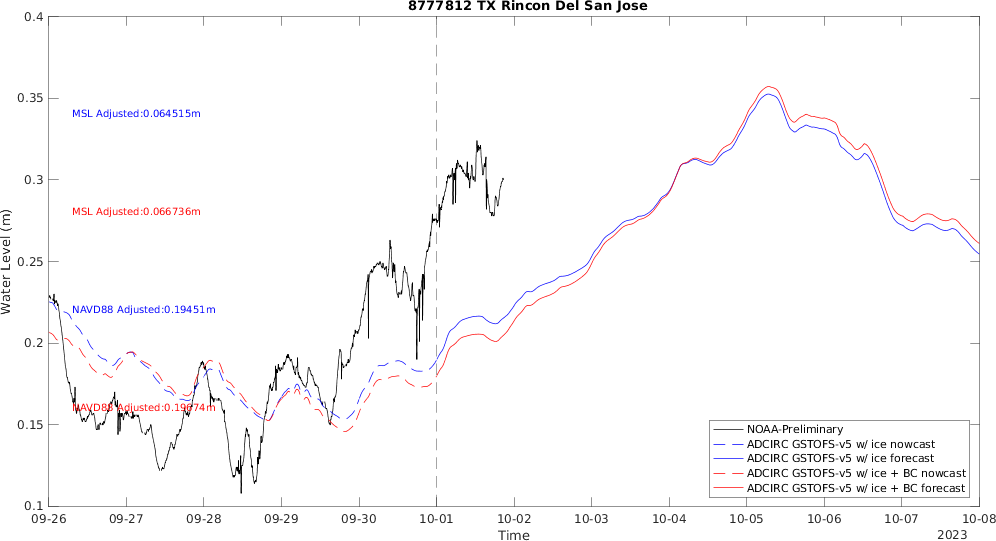 8777812 TX Rincon Del San Jose
Water Level (m)
0.4
0.35
0.3
0.25
0.2
0.15
0.1
MSL Adjusted:0.064515m
MSL Adjusted:0.066736m
NAVD88 Adjusted:0.19451m
NAVD88 Adjusted:0.19674m
NOAA-Preliminary
ADCIRC GSTOFS-v5 w/ ice nowcast
ADCIRC GSTOFS-v5 w/ ice forecast
ADCIRC GSTOFS-v5 w/ ice + BC nowcast
ADCIRC GSTOFS-v5 w/ ice + BC forecast
09-26 09-27 09-28 09-29 09-30 10-01 10-02 10-03 10-04 10-05 10-06 10-07 10-08
Time
2023